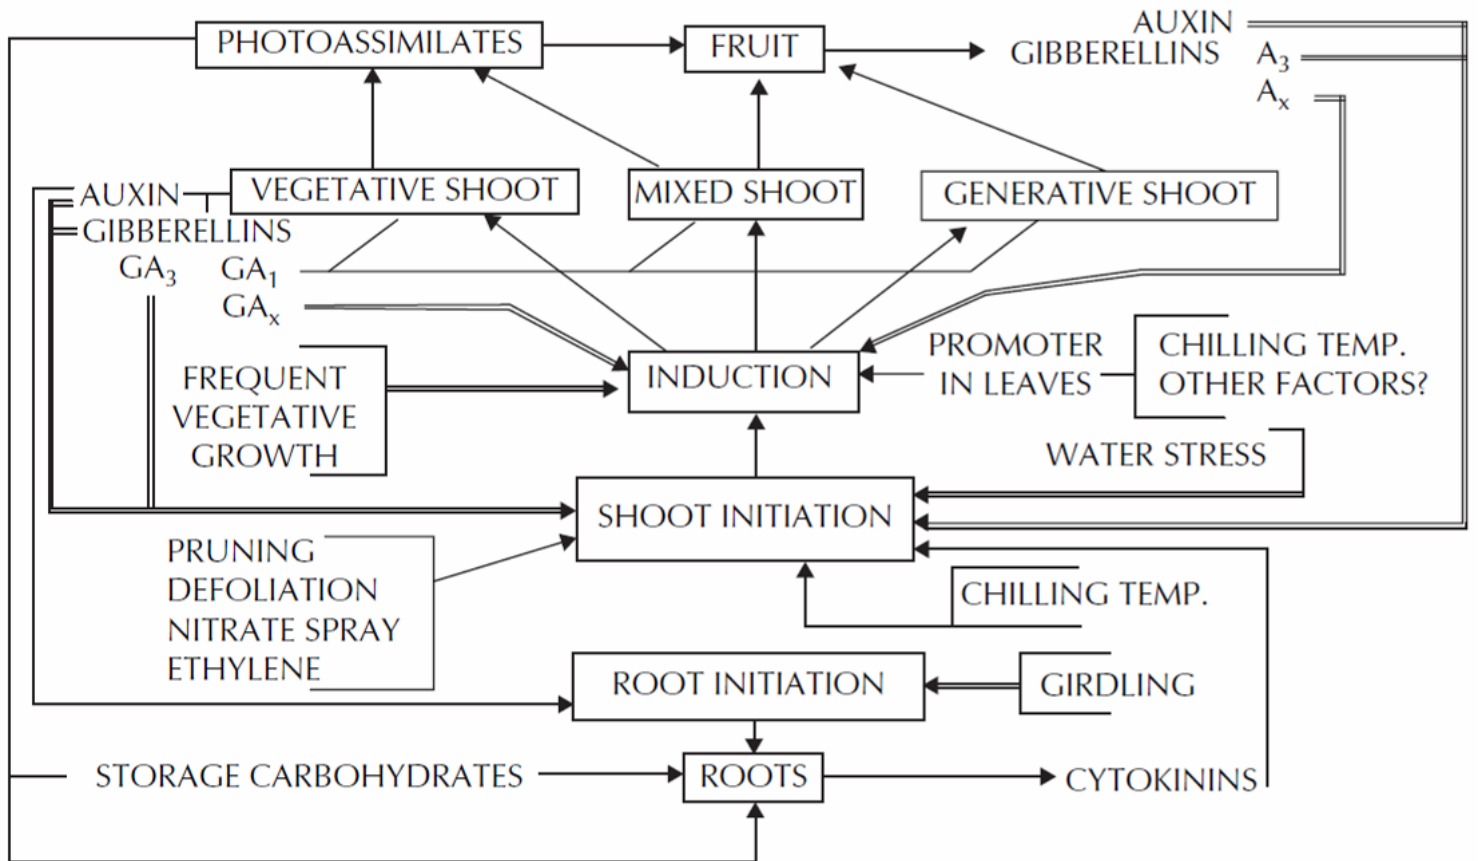 PHOTOASSIMILATES
FRUIT
AUXIN
GIBBERELLINS A₃
Aₓ
AUXIN
VEGETATIVE SHOOT
MIXED SHOOT
GENERATIVE SHOOT
GIBBERELLINS
GA₃ GA₁
GAₓ
FREQUENT
VEGETATIVE
GROWTH
INDUCTION
PROMOTER
IN LEAVES
CHILLING TEMP.
OTHER FACTORS?
WATER STRESS
SHOOT INITIATION
PRUNING
DEFOLIATION
NITRATE SPRAY
ETHYLENE
CHILLING TEMP.
ROOT INITIATION
GIRDLING
STORAGE CARBOHYDRATES
ROOTS
CYTOKININS